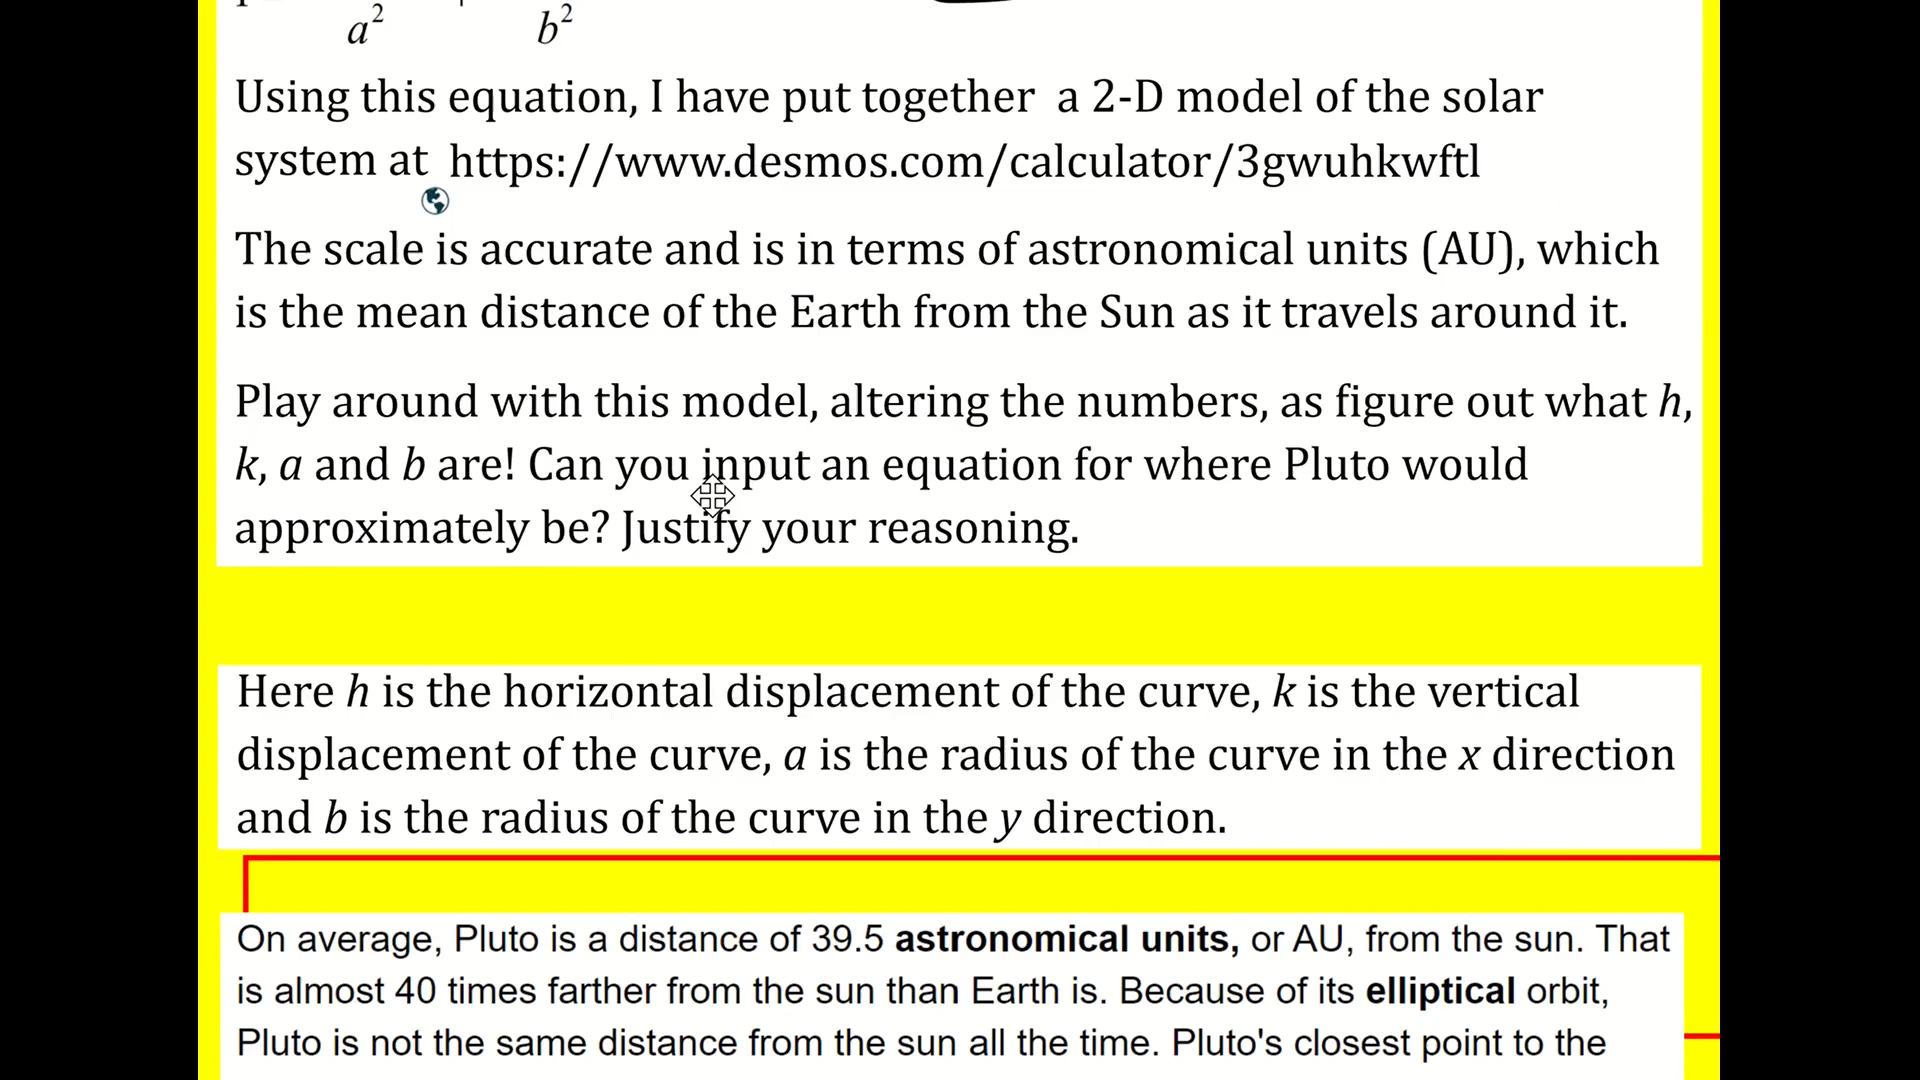 a² b²
Using this equation, I have put together a 2-D model of the solar
system at https://www.desmos.com/calculator/3gwuhkwftl
The scale is accurate and is in terms of astronomical units (AU), which
is the mean distance of the Earth from the Sun as it travels around it.
Play around with this model, altering the numbers, as figure out what h,
k, a and b are! Can you input an equation for where Pluto would
approximately be? Justify your reasoning.
Here h is the horizontal displacement of the curve, k is the vertical
displacement of the curve, a is the radius of the curve in the x direction
and b is the radius of the curve in the y direction.
On average, Pluto is a distance of 39.5 astronomical units, or AU, from the sun. That
is almost 40 times farther from the sun than Earth is. Because of its elliptical orbit,
Pluto is not the same distance from the sun all the time. Pluto's closest point to the